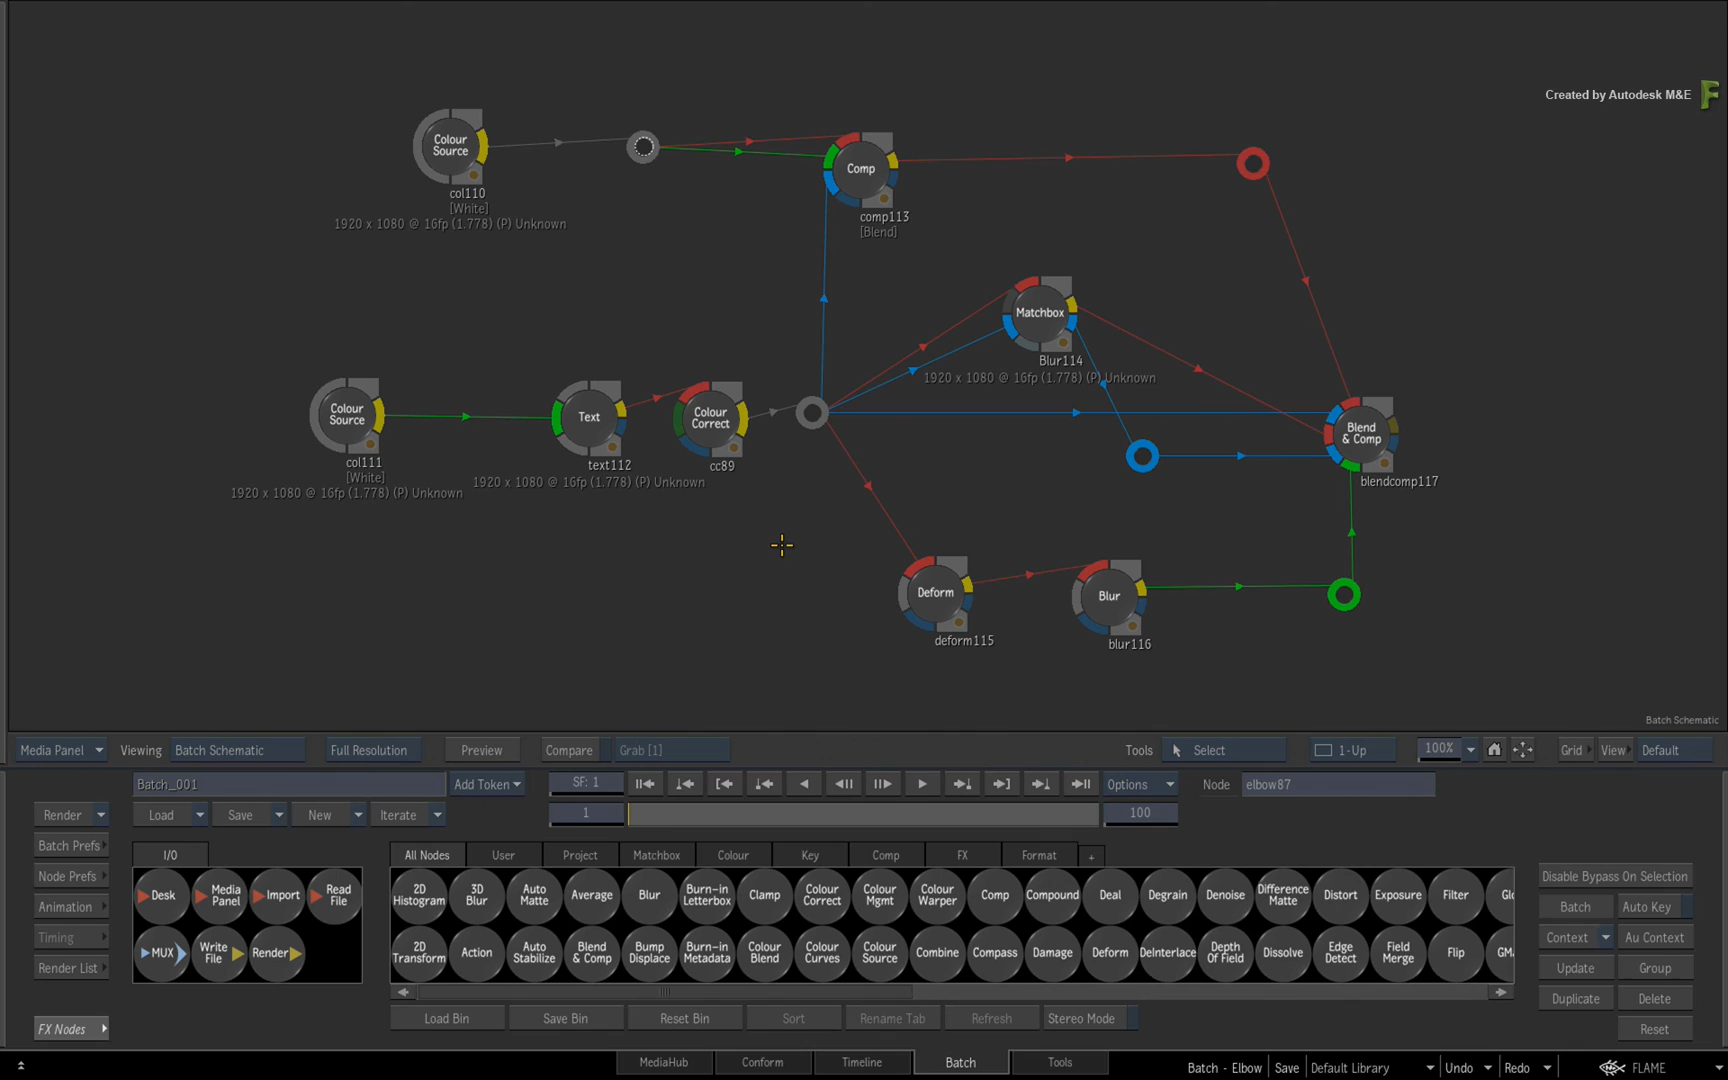 Created by Autodesk M&E
Colour Source
col110
[White]
1920 x 1080 @ 16fp (1.778) (P) Unknown
Comp
comp113
[Blend]
Matchbox
Blur114
1920 x 1080 @ 16fp (1.778) (P) Unknown
Colour Source
col111
[White]
1920 x 1080 @ 16fp (1.778) (P) Unknown
Text
text112
1920 x 1080 @ 16fp (1.778) (P) Unknown
Colour Correct
cc89
Blend & Comp
blendcomp117
Deform
deform115
Blur
blur116
Batch Schematic
Media Panel Viewing Batch Schematic Full Resolution Preview Compare Grab [1] Tools Select 1-Up 100% Grid View Default
Batch_001 Add Token SF: 1 Options Node elbow87
Render Load Save New Iterate 1 100
Batch Prefs I/O All Nodes User Project Matchbox Colour Key Comp FX Format +
Node Prefs
Animation
Timing
Render List
FX Nodes
Desk Media Panel Import Read File
MUX Write File Render
2D Histogram 3D Blur Auto Matte Average Blur Burn-in Letterbox Clamp Colour Correct Colour Mgmt Colour Warper Comp Compound Deal Degrain Denoise Difference Matte Distort Exposure Filter
2D Transform Action Auto Stabilize Blend & Comp Bump Displace Burn-in Metadata Colour Blend Colour Curves Colour Source Combine Compass Damage Deform DeInterlace Depth Of Field Dissolve Edge Detect Field Merge Flip
Load Bin Save Bin Reset Bin Sort Rename Tab Refresh Stereo Mode
Disable Bypass On Selection
Batch Auto Key
Context Au Context
Update Group
Duplicate Delete
Reset
MediaHub Conform Timeline Batch Tools
Batch - Elbow Save Default Library Undo Redo FLAME